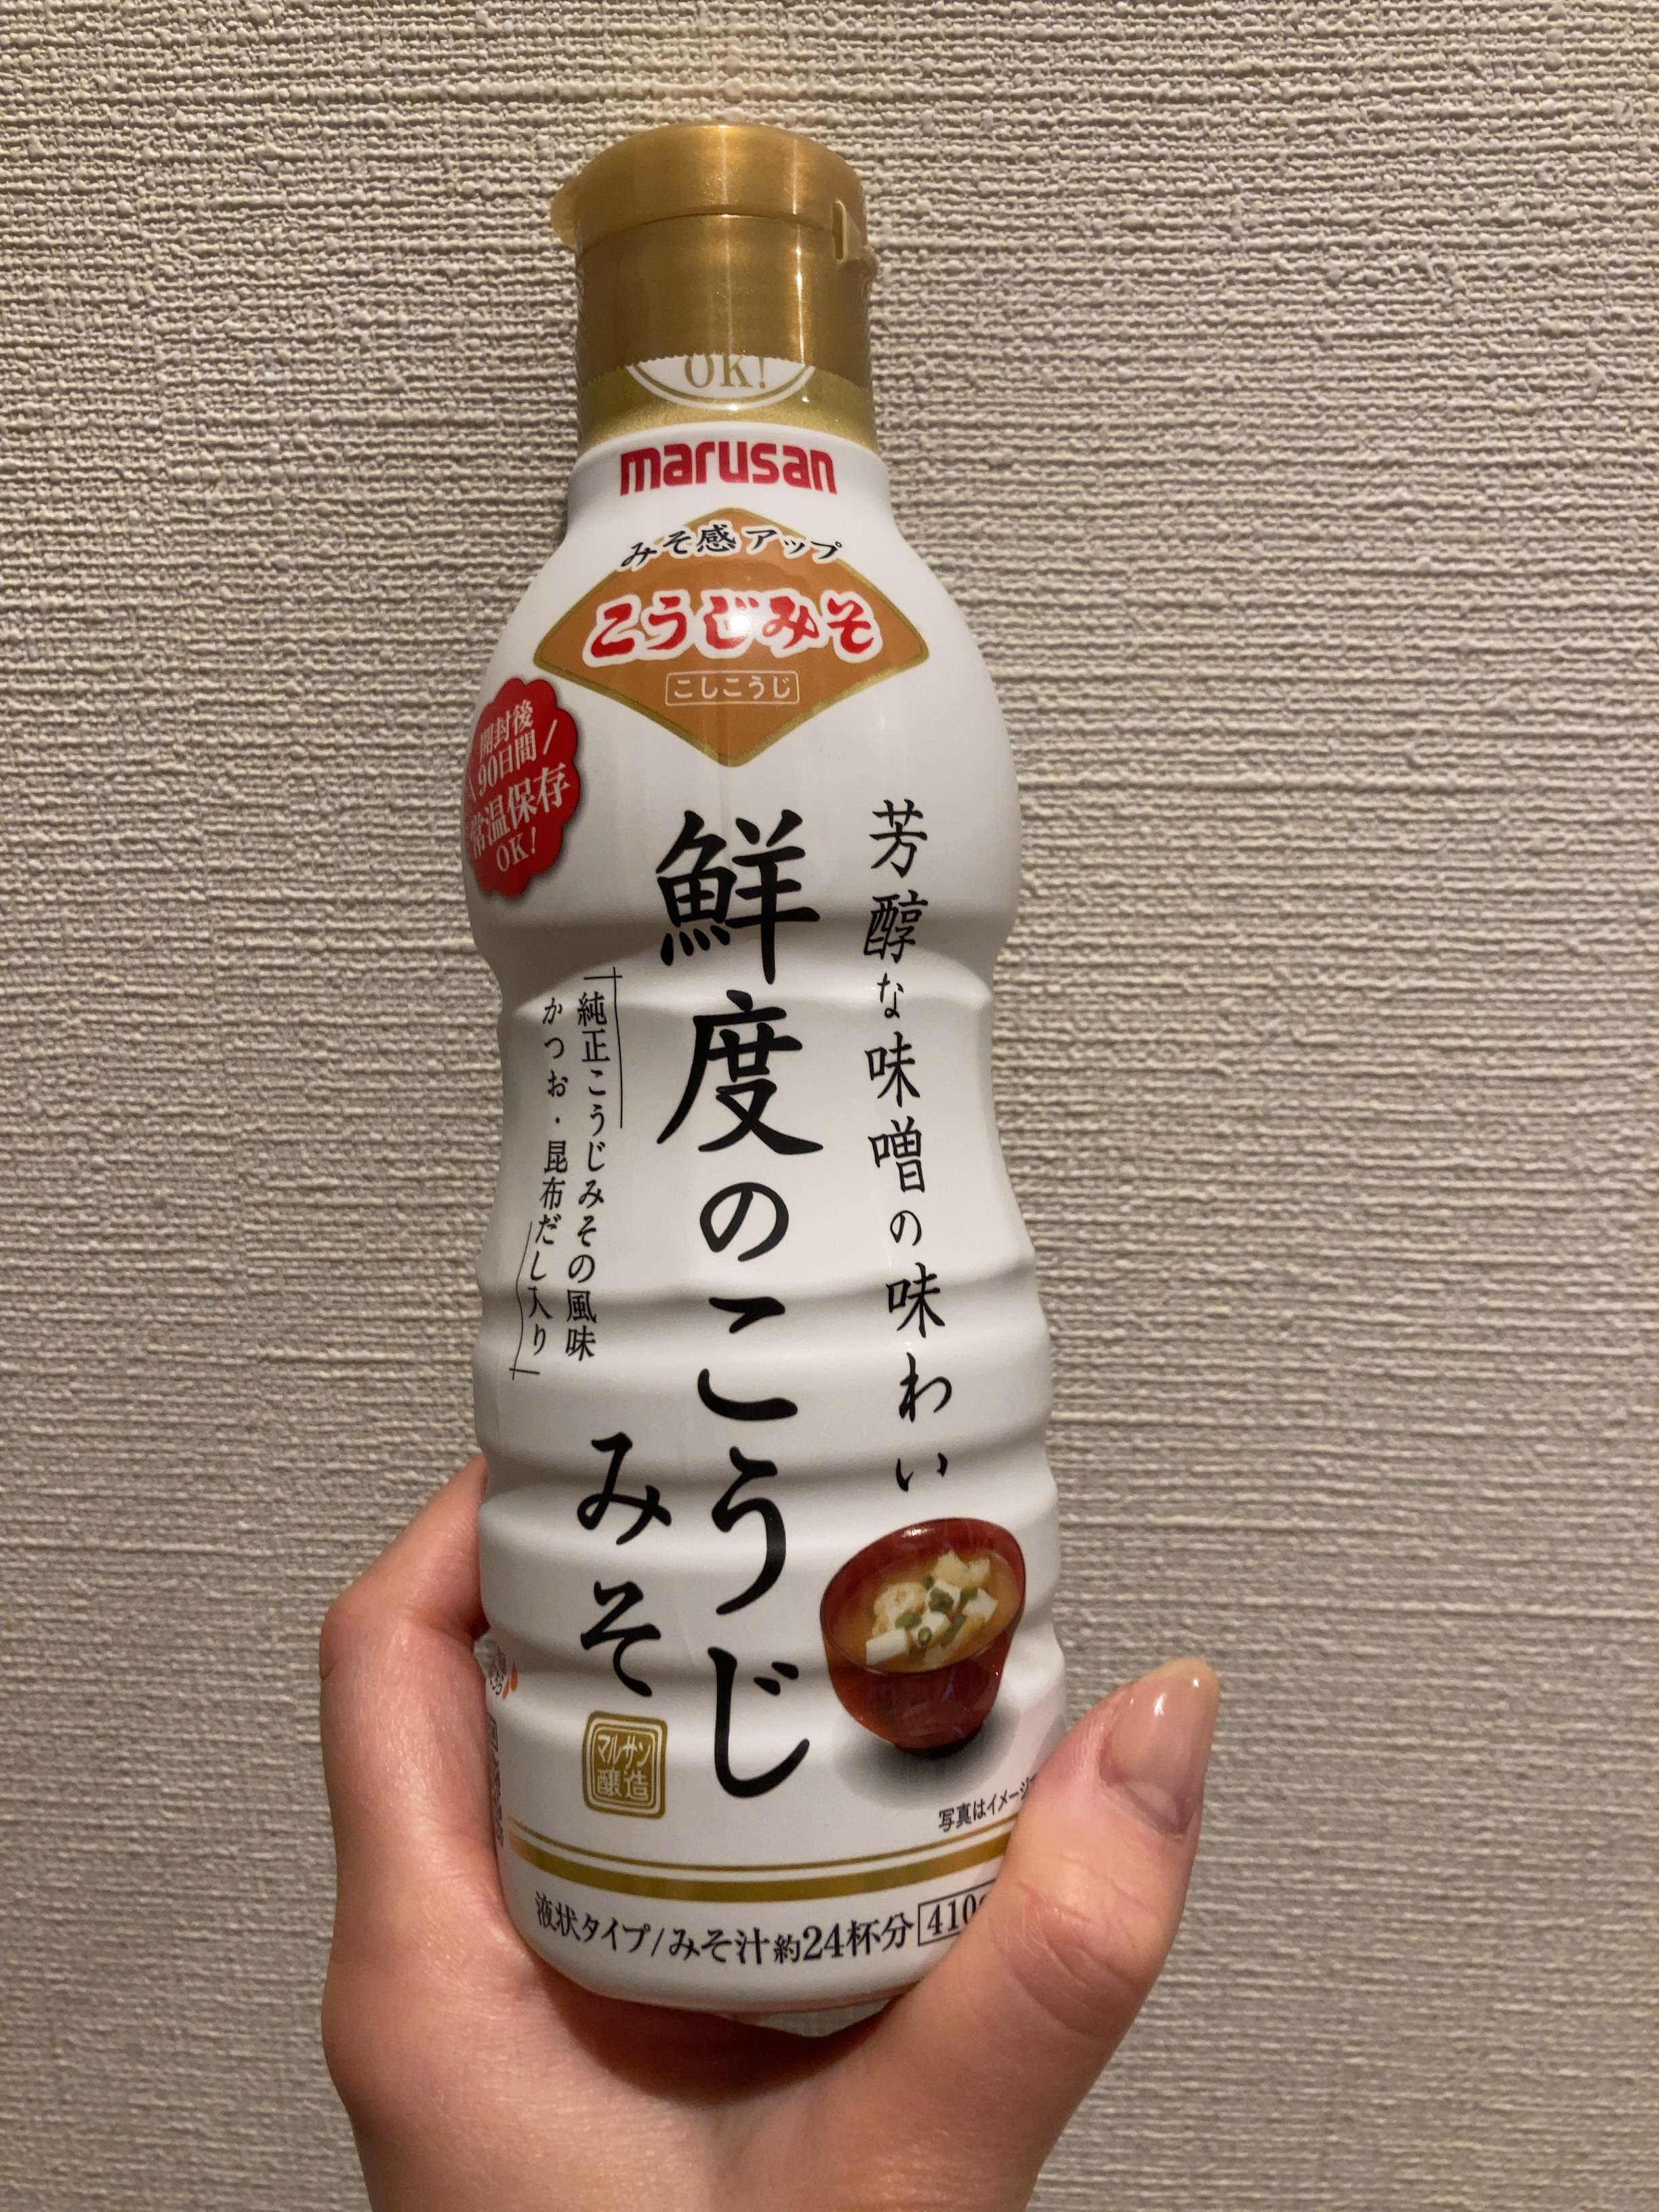 OK!
marusan
みそ感アップ
こうじみそ
こしこうじ
開封後
90日間
常温保存
OK!
芳醇な味噌の味わい
鮮度のこうじ
みそ
純正こうじみその風味
かつお・昆布だし入り
マルサン
醸造
写真はイメージ
液状タイプ/みそ汁約24杯分 410